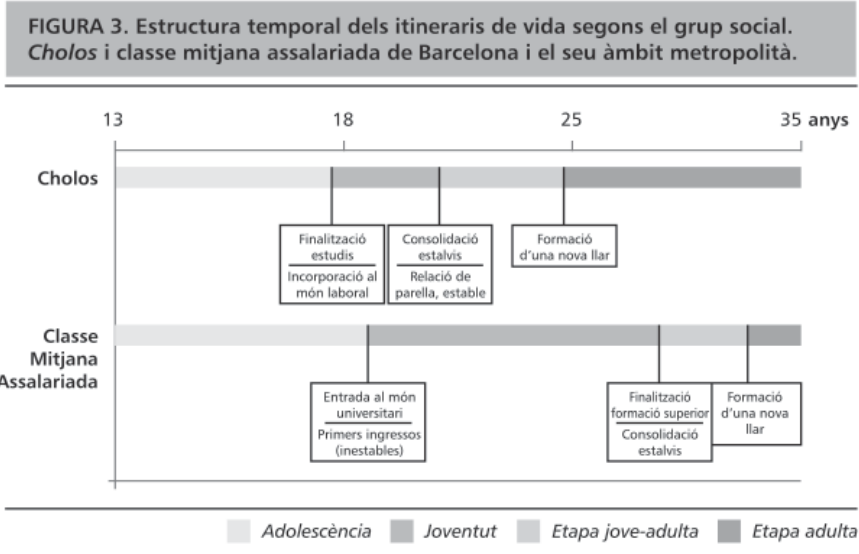 FIGURA 3. Estructura temporal dels itineraris de vida segons el grup social.
Cholos i classe mitjana assalariada de Barcelona i el seu àmbit metropolità.
13 18 25 35 anys
Cholos
Finalització
estudis
Incorporació al
món laboral
Consolidació
estalvis
Relació de
parella, estable
Formació
d'una nova llar
Classe
Mitjana
Assalariada
Entrada al món
universitari
Primers ingressos
(inestables)
Finalització
formació superior
Consolidació
estalvis
Formació
d'una nova
llar
Adolescència Joventut Etapa jove-adulta Etapa adulta